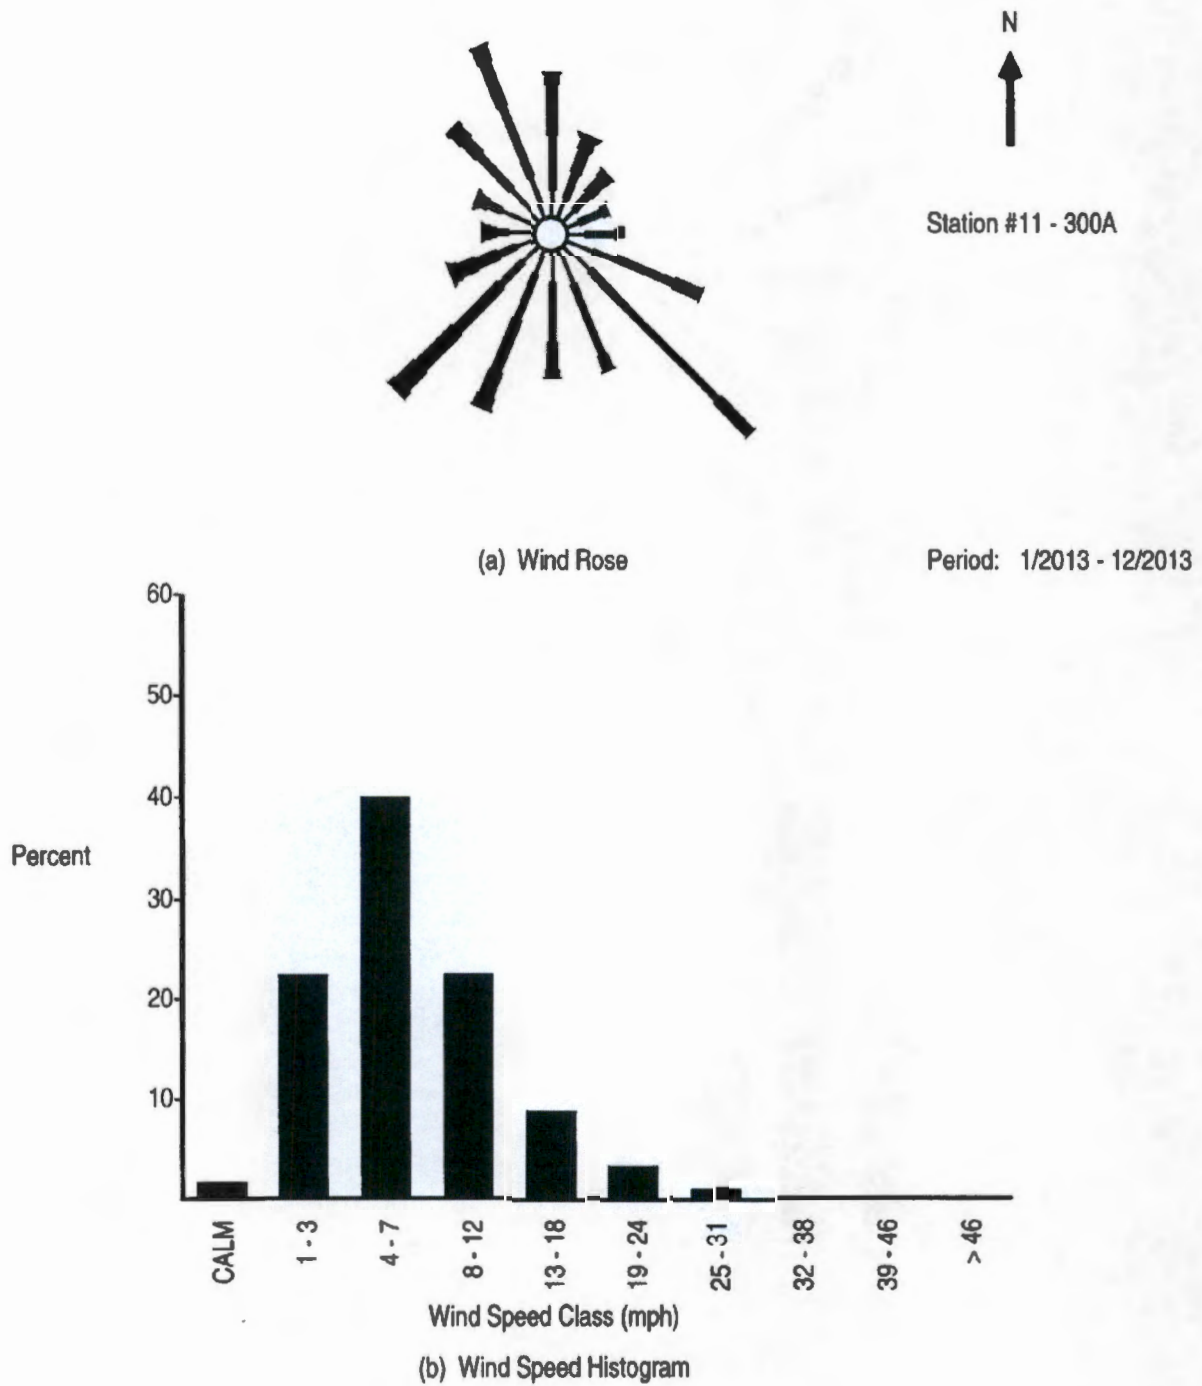 N
Station #11 - 300A
(a) Wind Rose
Period: 1/2013 - 12/2013
60
50
40
Percent
30
20
10
CALM
1 - 3
4 - 7
8 - 12
13 - 18
19 - 24
25 - 31
32 - 38
39 - 46
> 46
Wind Speed Class (mph)
(b) Wind Speed Histogram